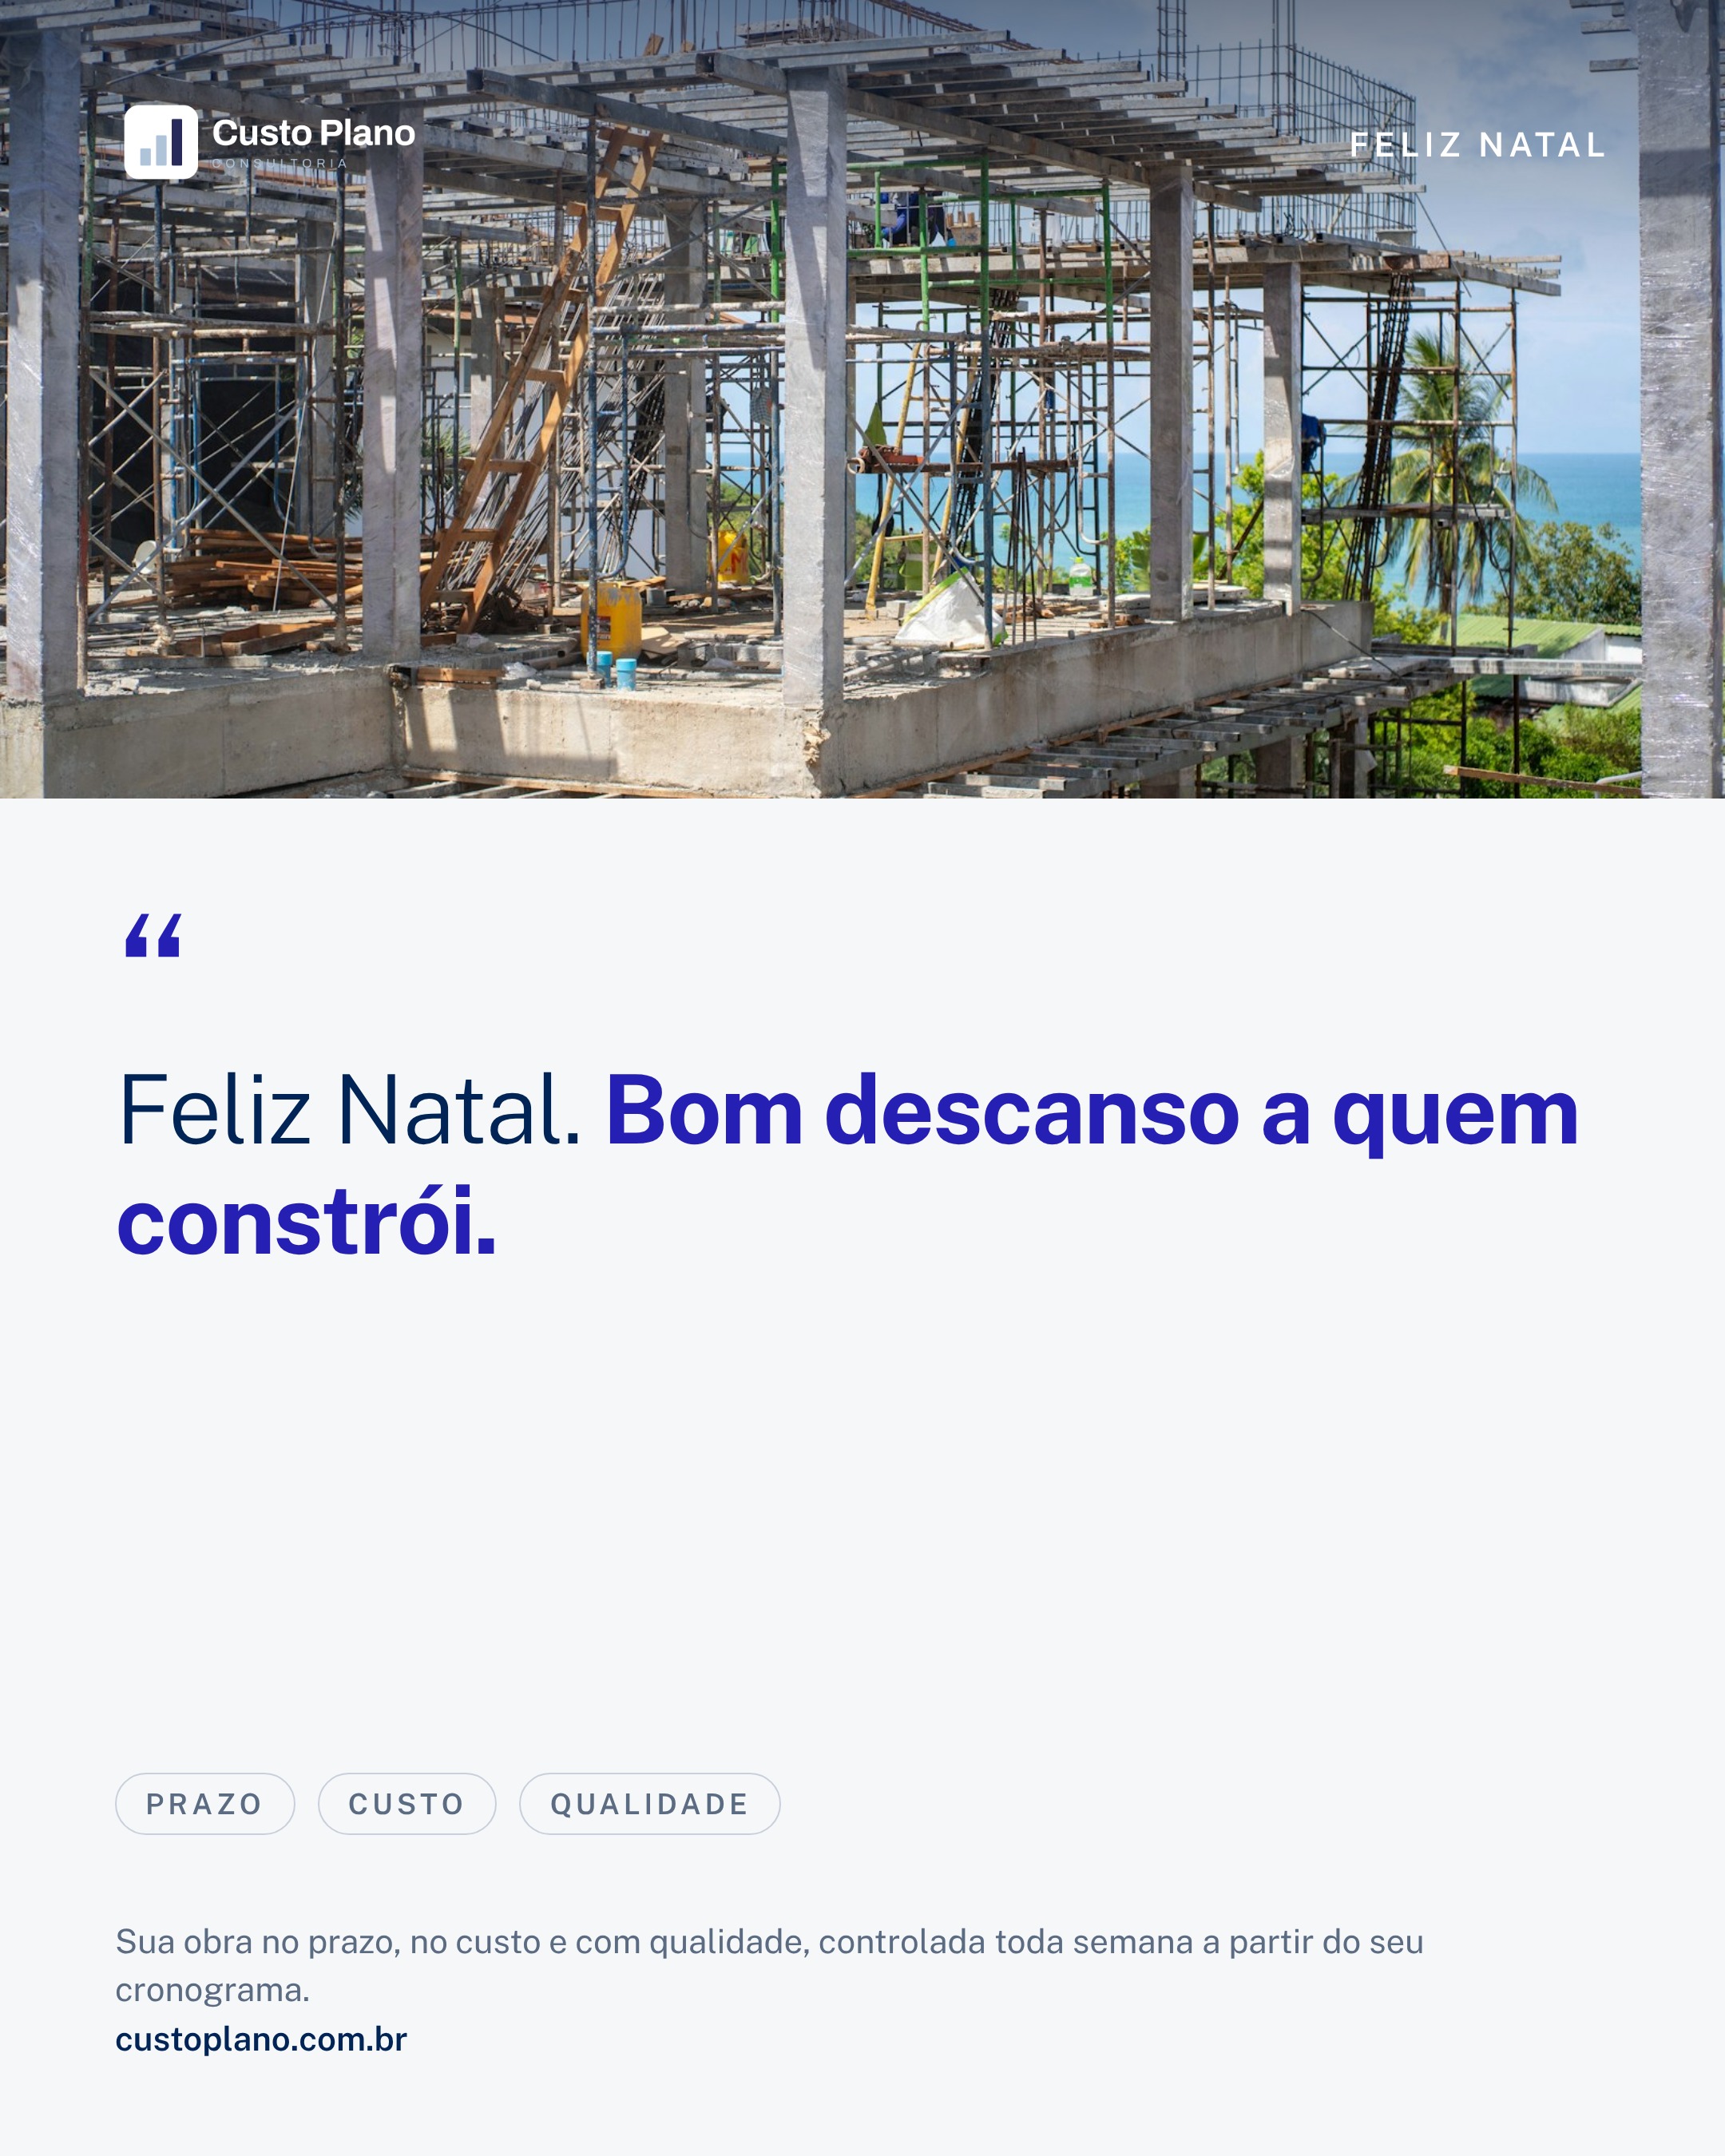 Custo Plano
CONSULTORIA
FELIZ NATAL
“
Feliz Natal. Bom descanso a quem
constrói.
PRAZO
CUSTO
QUALIDADE
Sua obra no prazo, no custo e com qualidade, controlada toda semana a partir do seu
cronograma.
custoplano.com.br